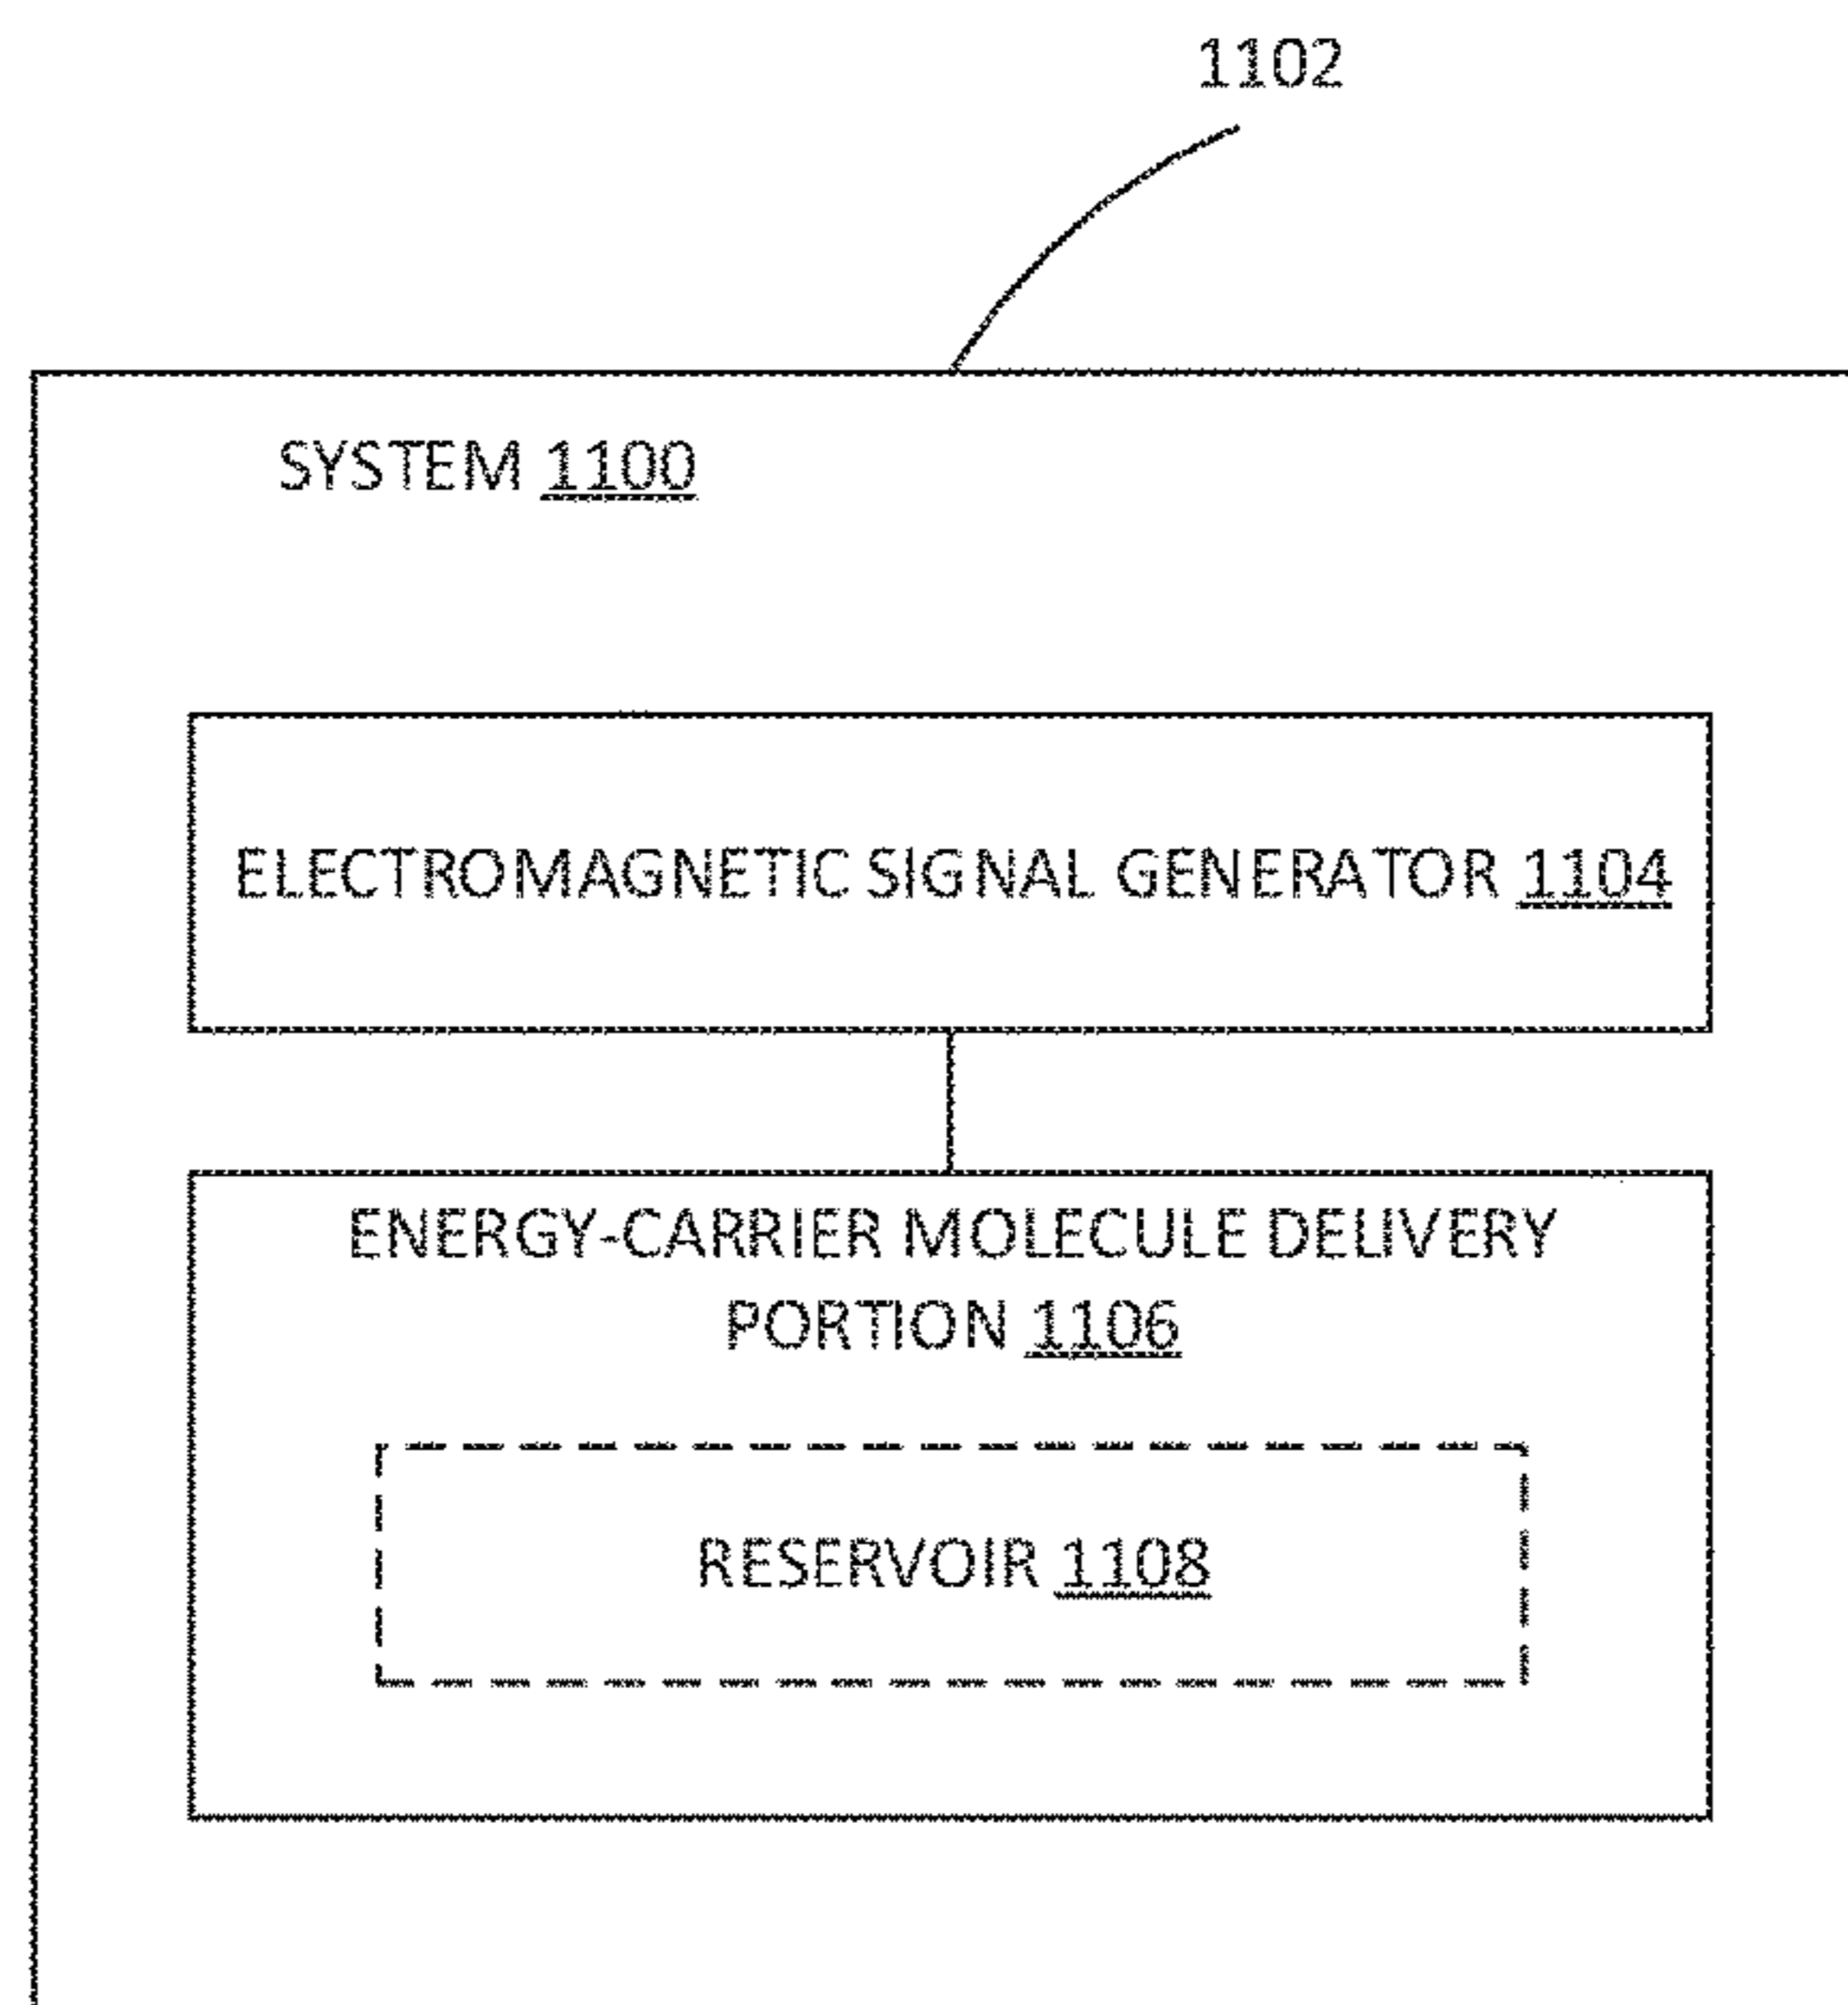 1102
SYSTEM 1100
ELECTROMAGNETIC SIGNAL GENERATOR 1104
ENERGY-CARRIER MOLECULE DELIVERY
PORTION 1106
RESERVOIR 1108